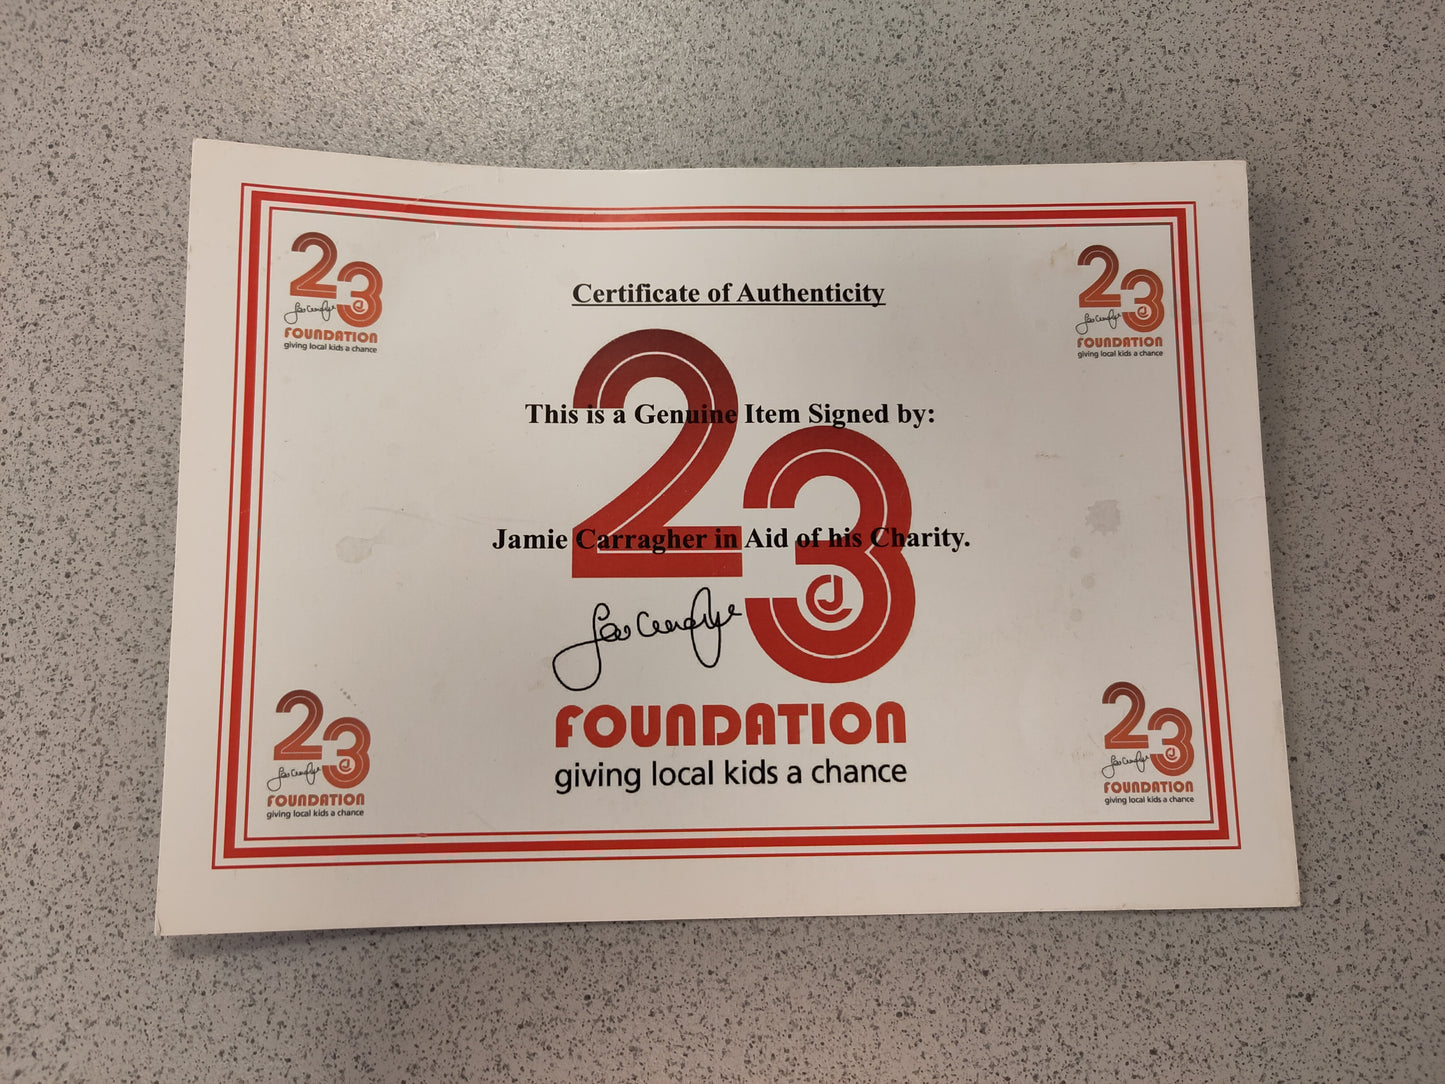 Certificate of Authenticity
23
FOUNDATION
giving local kids a chance
23
FOUNDATION
giving local kids a chance
This is a Genuine Item Signed by:
Jamie Carragher in Aid of his Charity.
23
FOUNDATION
giving local kids a chance
23
FOUNDATION
giving local kids a chance
23
FOUNDATION
giving local kids a chance